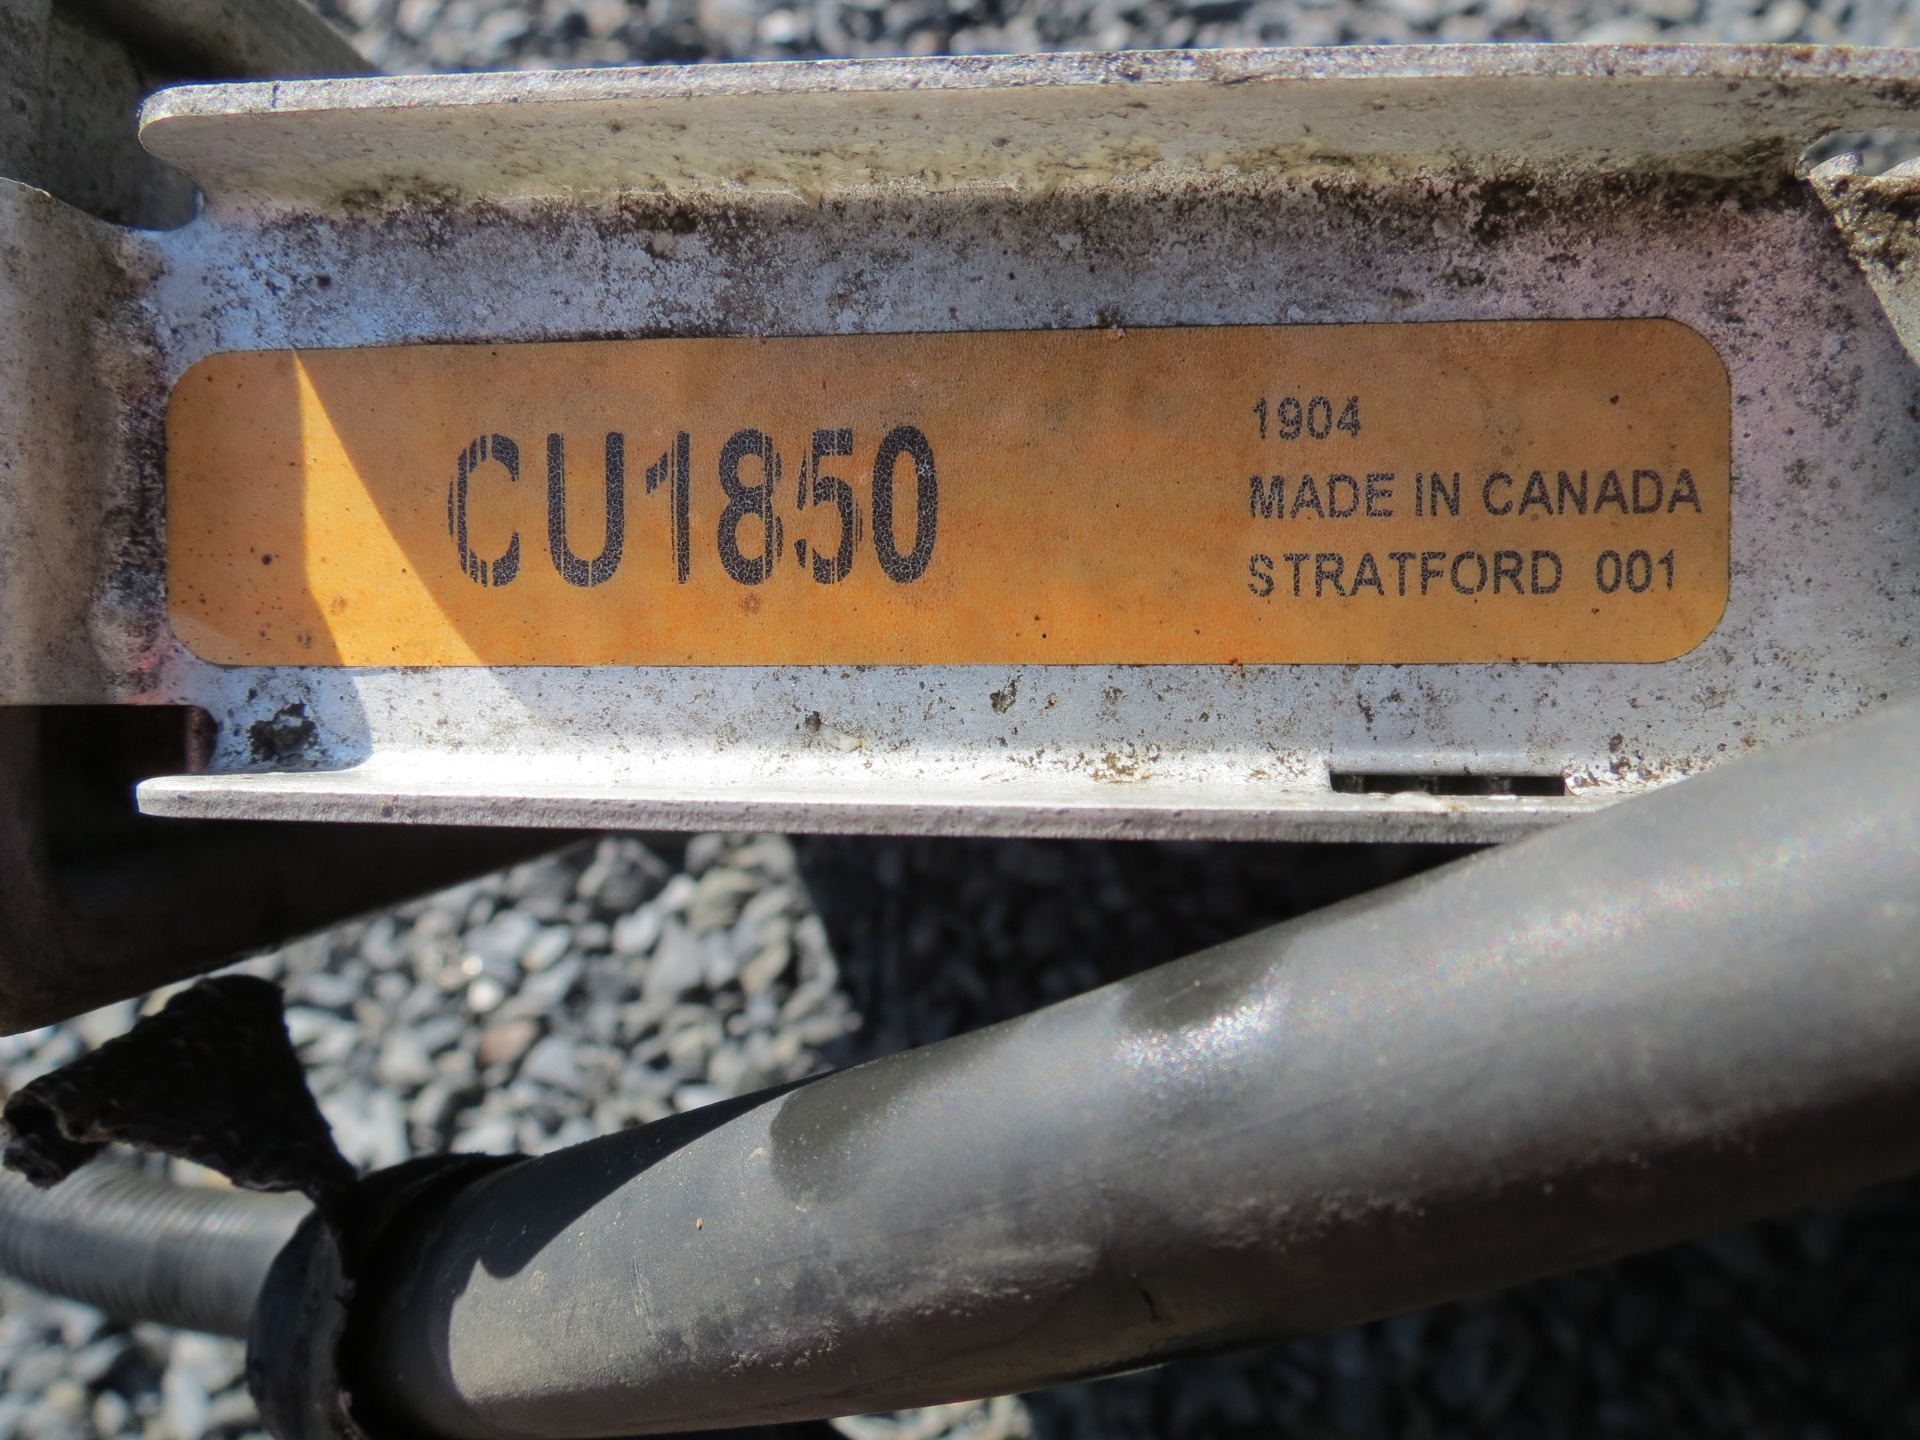 CU1850
1904
MADE IN CANADA
STRATFORD 001